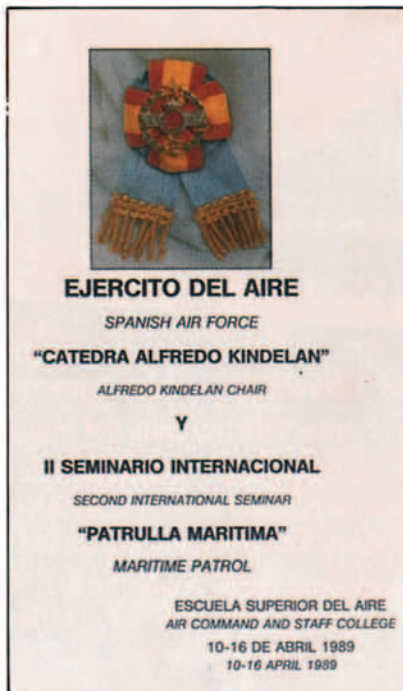 EJERCITO DEL AIRE
SPANISH AIR FORCE
"CATEDRA ALFREDO KINDELAN"
ALFREDO KINDELAN CHAIR
Y
II SEMINARIO INTERNACIONAL
SECOND INTERNATIONAL SEMINAR
"PATRULLA MARITIMA"
MARITIME PATROL
ESCUELA SUPERIOR DEL AIRE
AIR COMMAND AND STAFF COLLEGE
10-16 DE ABRIL 1989
10-16 APRIL 1989